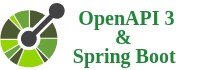 OpenAPI 3
&
Spring Boot